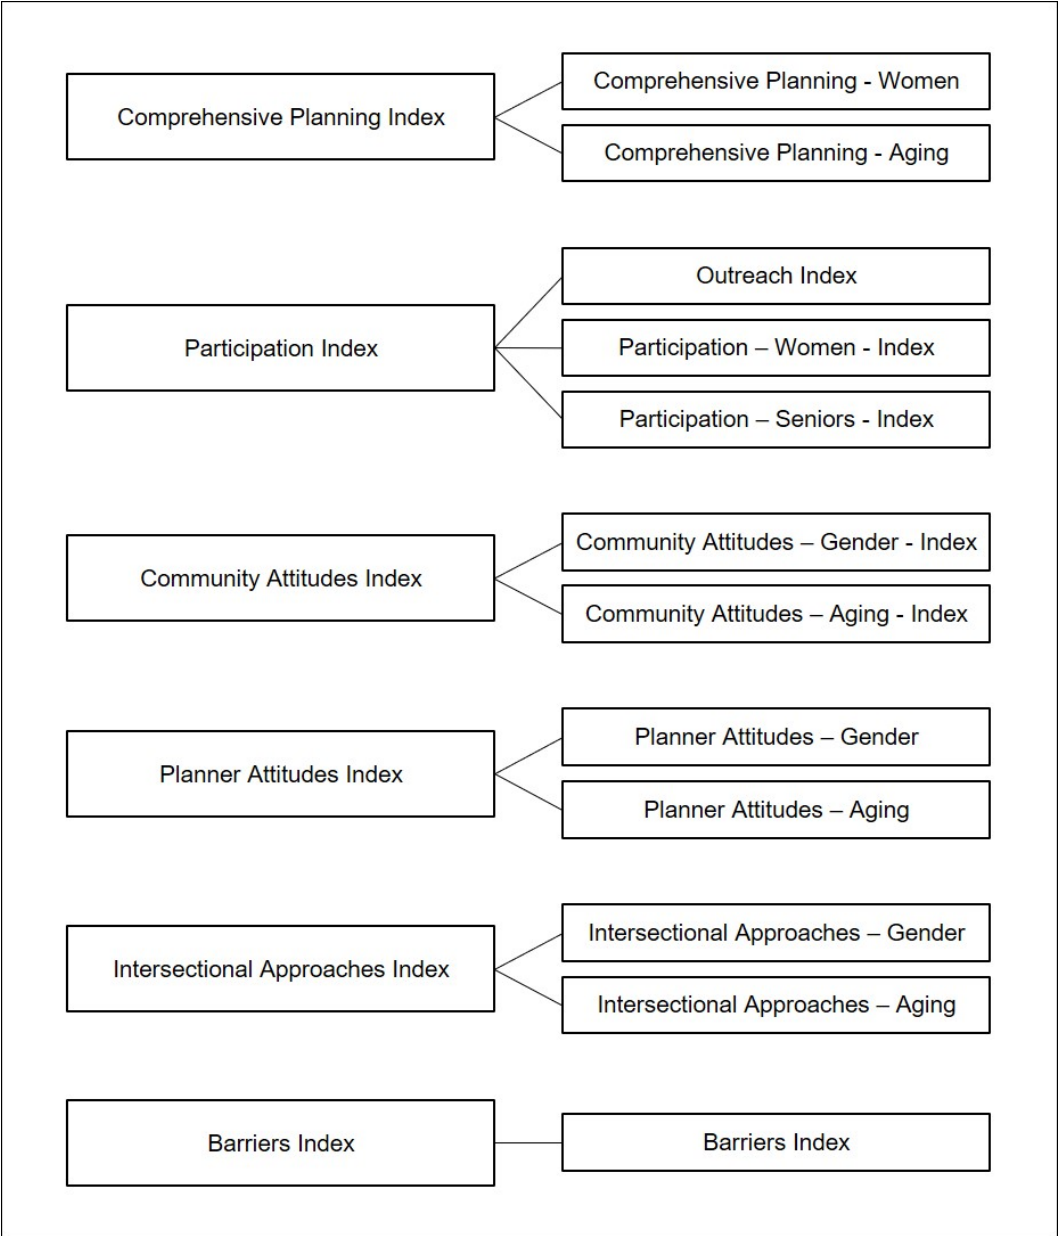 Comprehensive Planning Index
Comprehensive Planning - Women
Comprehensive Planning - Aging
Participation Index
Outreach Index
Participation – Women - Index
Participation – Seniors - Index
Community Attitudes Index
Community Attitudes – Gender - Index
Community Attitudes – Aging - Index
Planner Attitudes Index
Planner Attitudes – Gender
Planner Attitudes – Aging
Intersectional Approaches Index
Intersectional Approaches – Gender
Intersectional Approaches – Aging
Barriers Index
Barriers Index